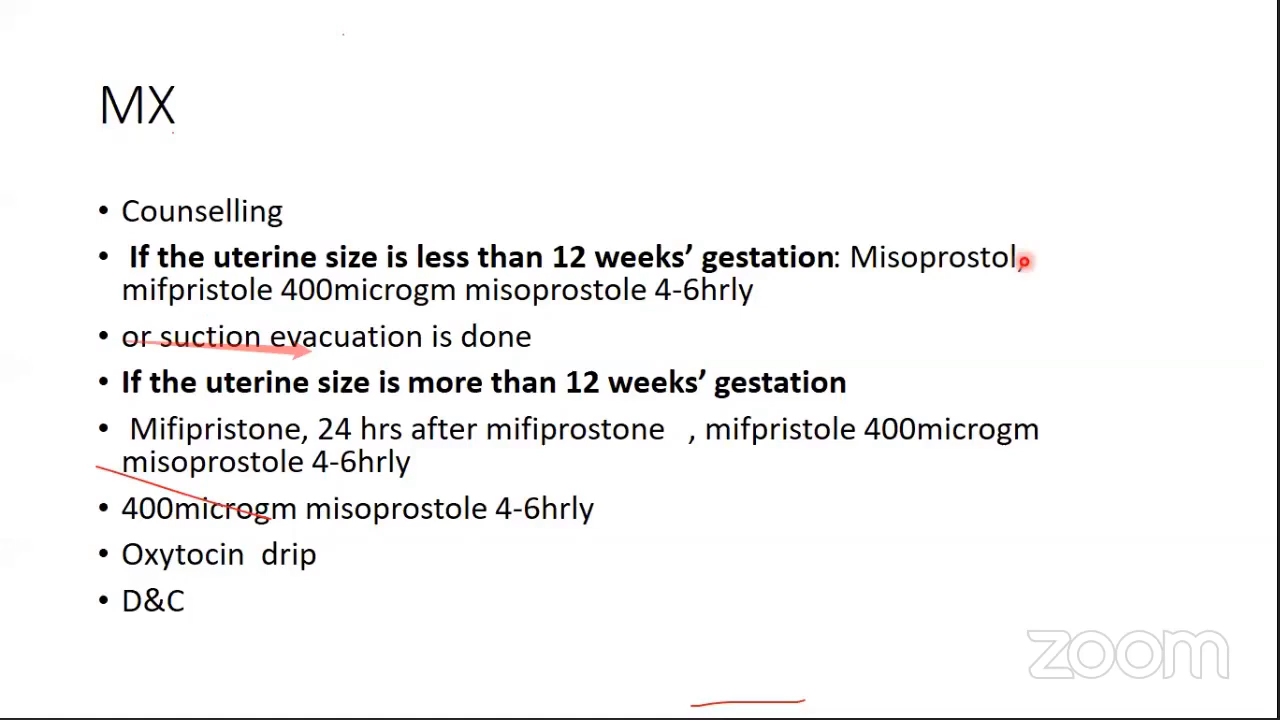 MX
• Counselling
• If the uterine size is less than 12 weeks’ gestation: Misoprostol,
mifpristole 400microgm misoprostole 4-6hrly
• or suction evacuation is done
• If the uterine size is more than 12 weeks’ gestation
• Mifipristone, 24 hrs after mifiprostone , mifpristole 400microgm
misoprostole 4-6hrly
• 400microgm misoprostole 4-6hrly
• Oxytocin drip
• D&C
zoom